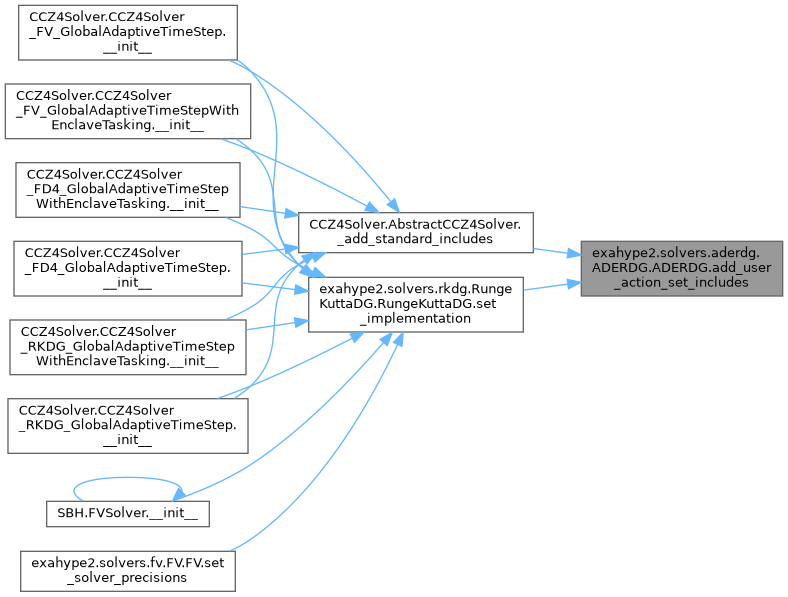 CCZ4Solver.CCZ4Solver
_FV_GlobalAdaptiveTimeStep.
__init__
CCZ4Solver.CCZ4Solver
_FV_GlobalAdaptiveTimeStepWith
EnclaveTasking.__init__
CCZ4Solver.CCZ4Solver
_FD4_GlobalAdaptiveTimeStep
WithEnclaveTasking.__init__
CCZ4Solver.CCZ4Solver
_FD4_GlobalAdaptiveTimeStep.
__init__
CCZ4Solver.CCZ4Solver
_RKDG_GlobalAdaptiveTimeStep
WithEnclaveTasking.__init__
CCZ4Solver.CCZ4Solver
_RKDG_GlobalAdaptiveTimeStep.
__init__
SBH.FVSolver.__init__
exahype2.solvers.fv.FV.FV.set
_solver_precisions
CCZ4Solver.AbstractCCZ4Solver.
_add_standard_includes
exahype2.solvers.rkdg.Runge
KuttaDG.RungeKuttaDG.set
_implementation
exahype2.solvers.aderdg.
ADERDG.ADERDG.add_user
_action_set_includes